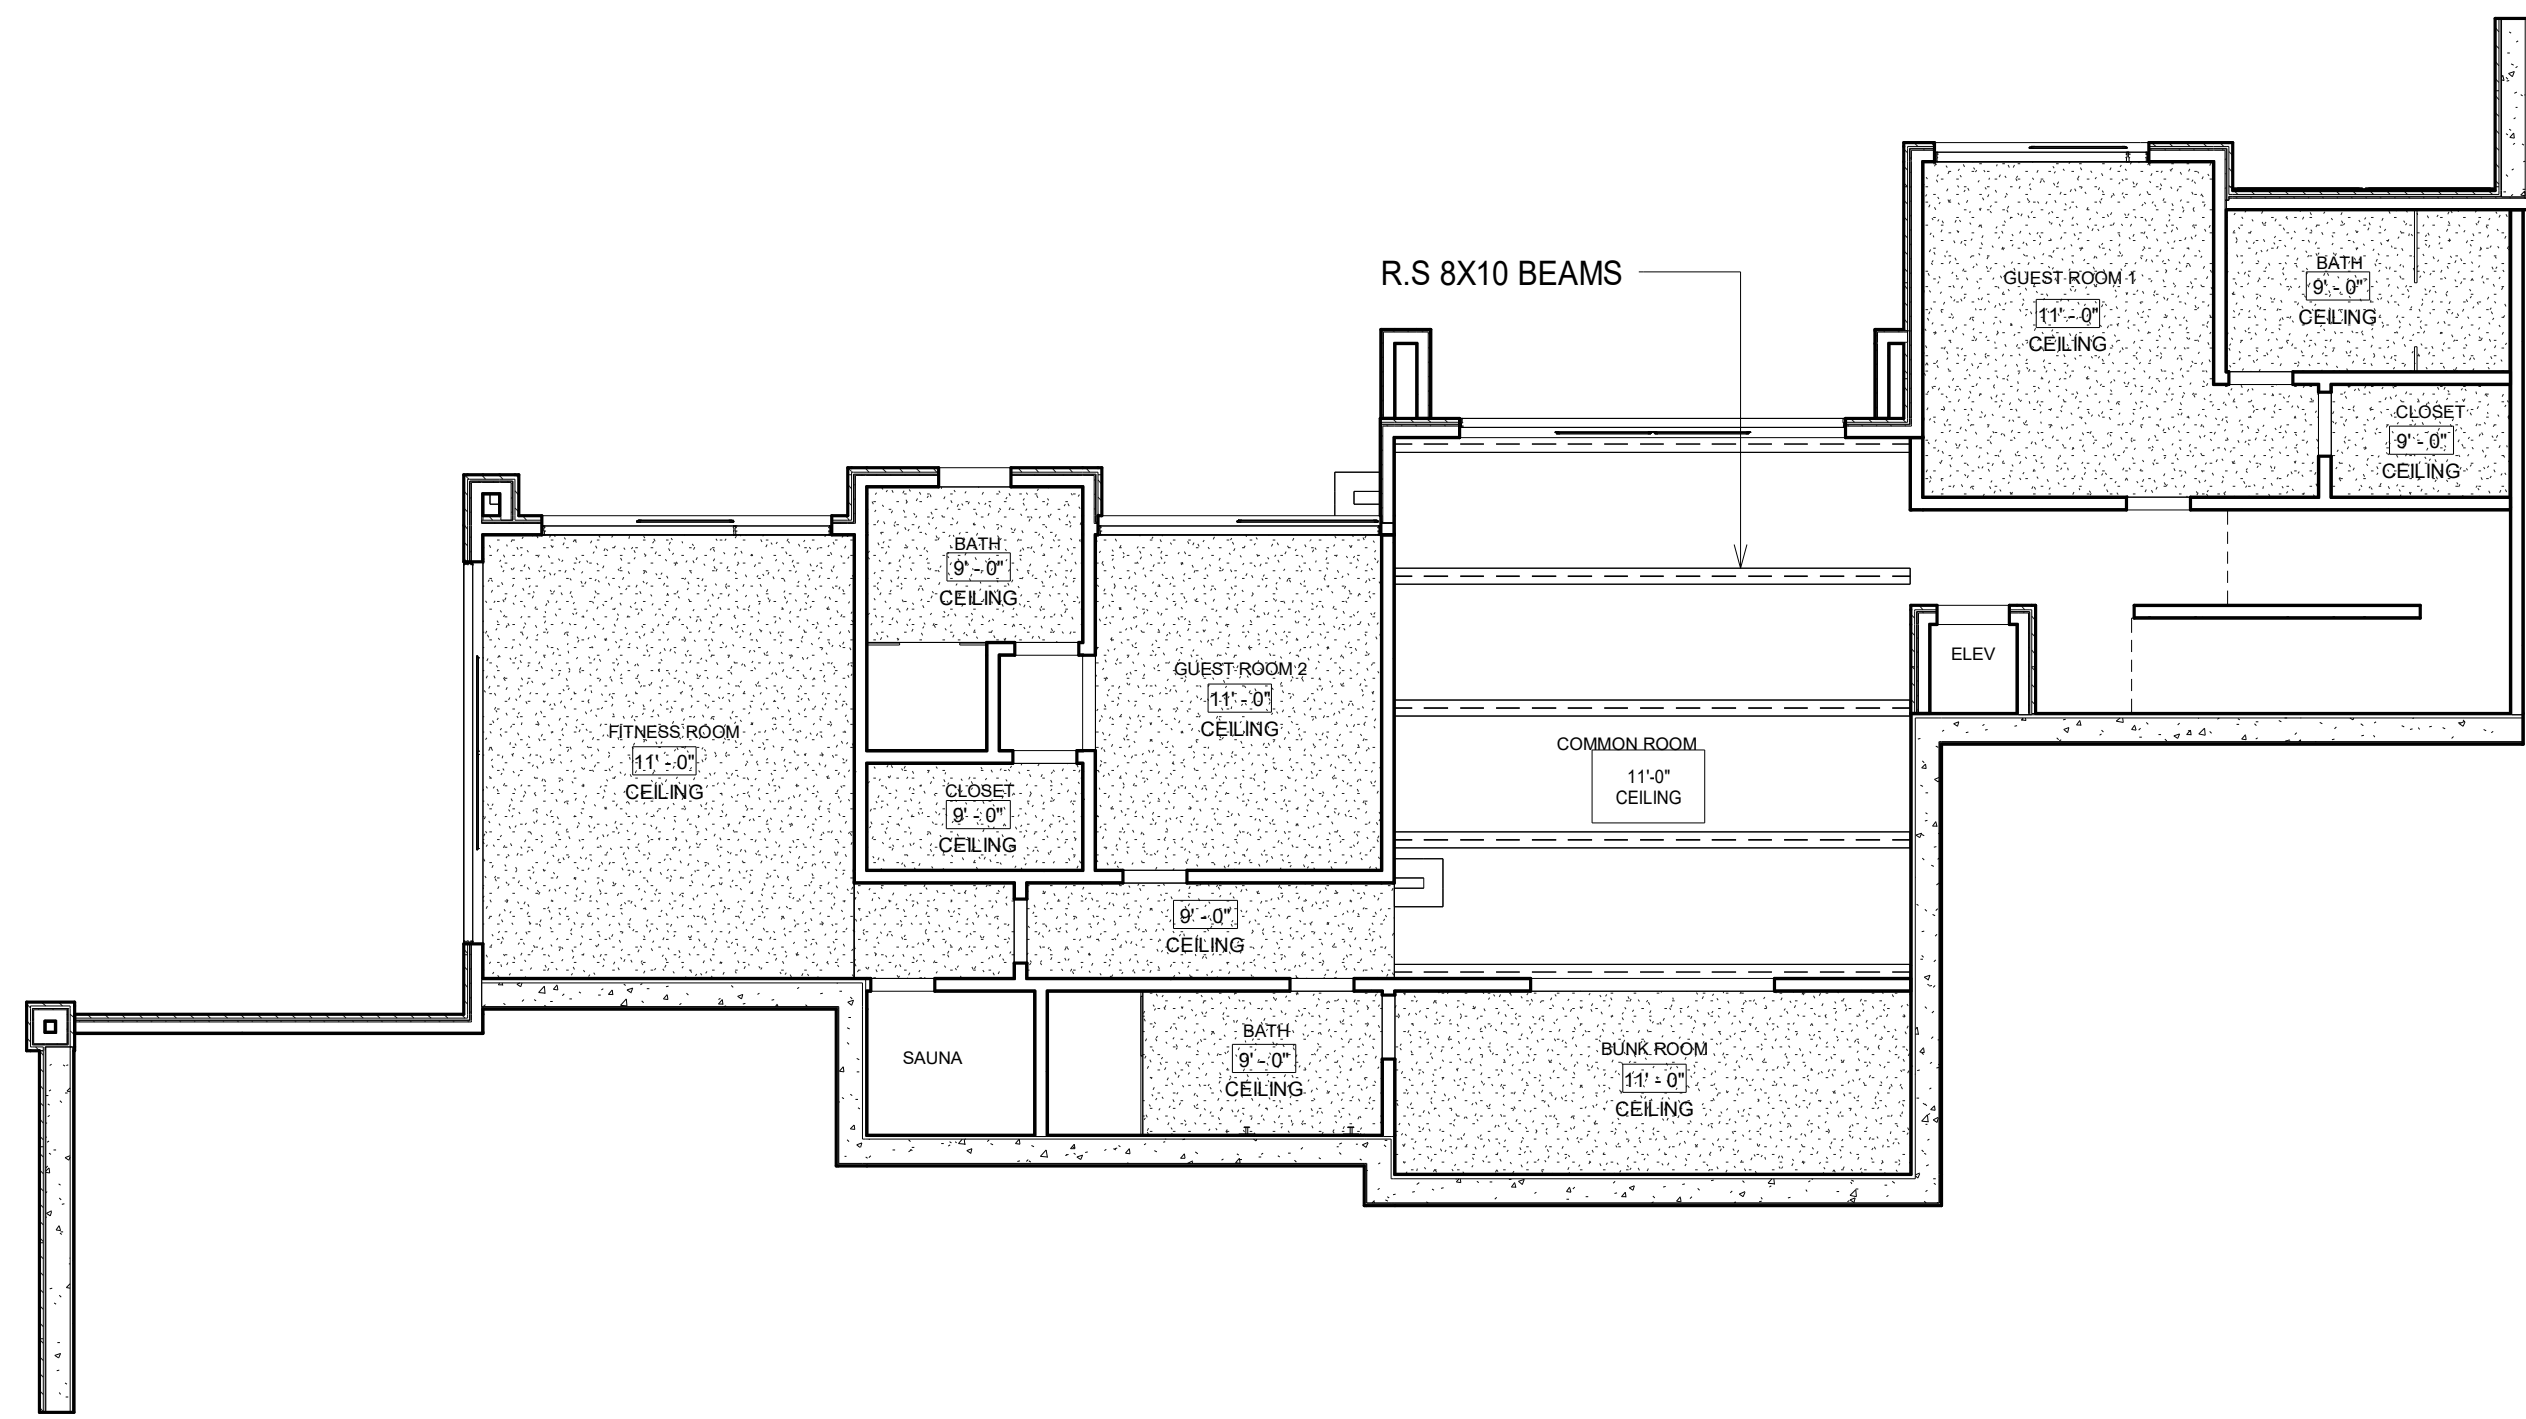 R.S 8X10 BEAMS
GUEST ROOM 1
11' - 0"
CEILING
BATH
9' - 0"
CEILING
CLOSET
9' - 0"
CEILING
BATH
9' - 0"
CEILING
GUEST ROOM 2
11' - 0"
CEILING
ELEV
FITNESS ROOM
11' - 0"
CEILING
COMMON ROOM
11'-0"
CEILING
CLOSET
9' - 0"
CEILING
9' - 0"
CEILING
SAUNA
BATH
9' - 0"
CEILING
BUNK ROOM
11' - 0"
CEILING